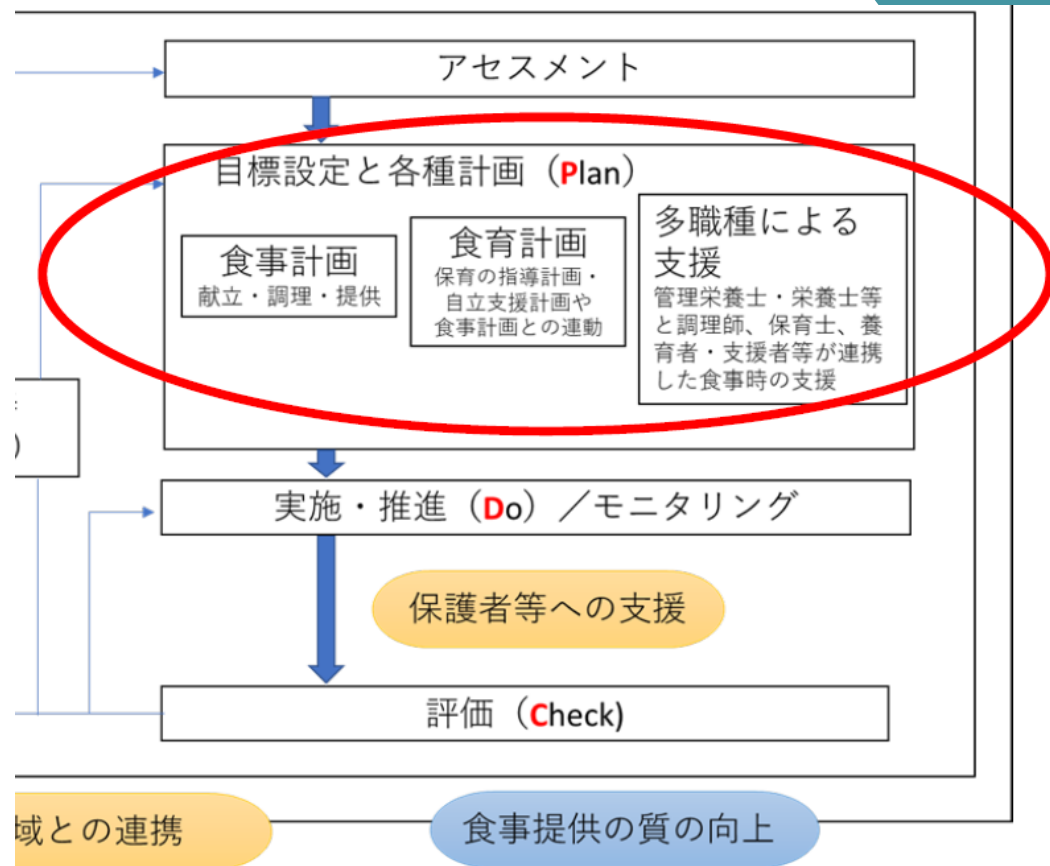 アセスメント
目標設定と各種計画（Plan）
食事計画
献立・調理・提供
食育計画
保育の指導計画・
自立支援計画や
食事計画との連動
多職種による
支援
管理栄養士・栄養士等
と調理師、保育士、養
育者・支援者等が連携
した食事時の支援
)
実施・推進（Do）／モニタリング
保護者等への支援
評価（Check)
域との連携
食事提供の質の向上